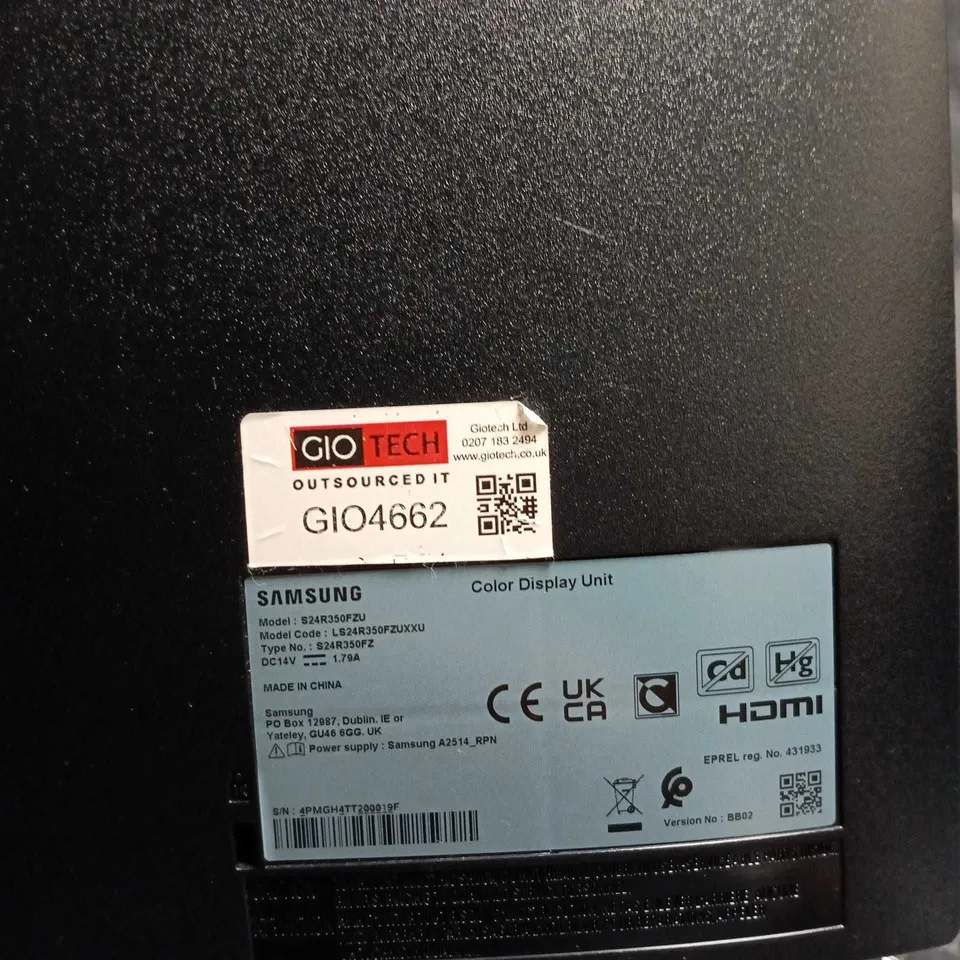 GIO TECH
OUTSOURCED IT
GIO4662
Giotech Ltd
0207 183 2494
www.giotech.co.uk
SAMSUNG
Color Display Unit
Model : S24R350FZU
Model Code : LS24R350FZUXXU
Type No. : S24R350FZ
DC14V 1.79A
MADE IN CHINA
Samsung
PO Box 12987, Dublin. IE or
Yateley, GU46 6GG. UK
Power supply : Samsung A2514_RPN
CE
UK
CA
Cd
Hg
HDMI
EPREL reg. No. 431933
S/N : 4PMGH4TT200019F
Version No : BB02